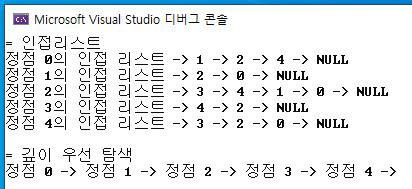 Microsoft Visual Studio 디버그 콘솔
= 인접리스트
정점 0의 인접 리스트 -> 1 -> 2 -> 4 -> NULL
정점 1의 인접 리스트 -> 2 -> 0 -> NULL
정점 2의 인접 리스트 -> 3 -> 4 -> 1 -> 0 -> NULL
정점 3의 인접 리스트 -> 4 -> 2 -> NULL
정점 4의 인접 리스트 -> 3 -> 2 -> 0 -> NULL
= 깊이 우선 탐색
정점 0 -> 정점 1 -> 정점 2 -> 정점 3 -> 정점 4 ->